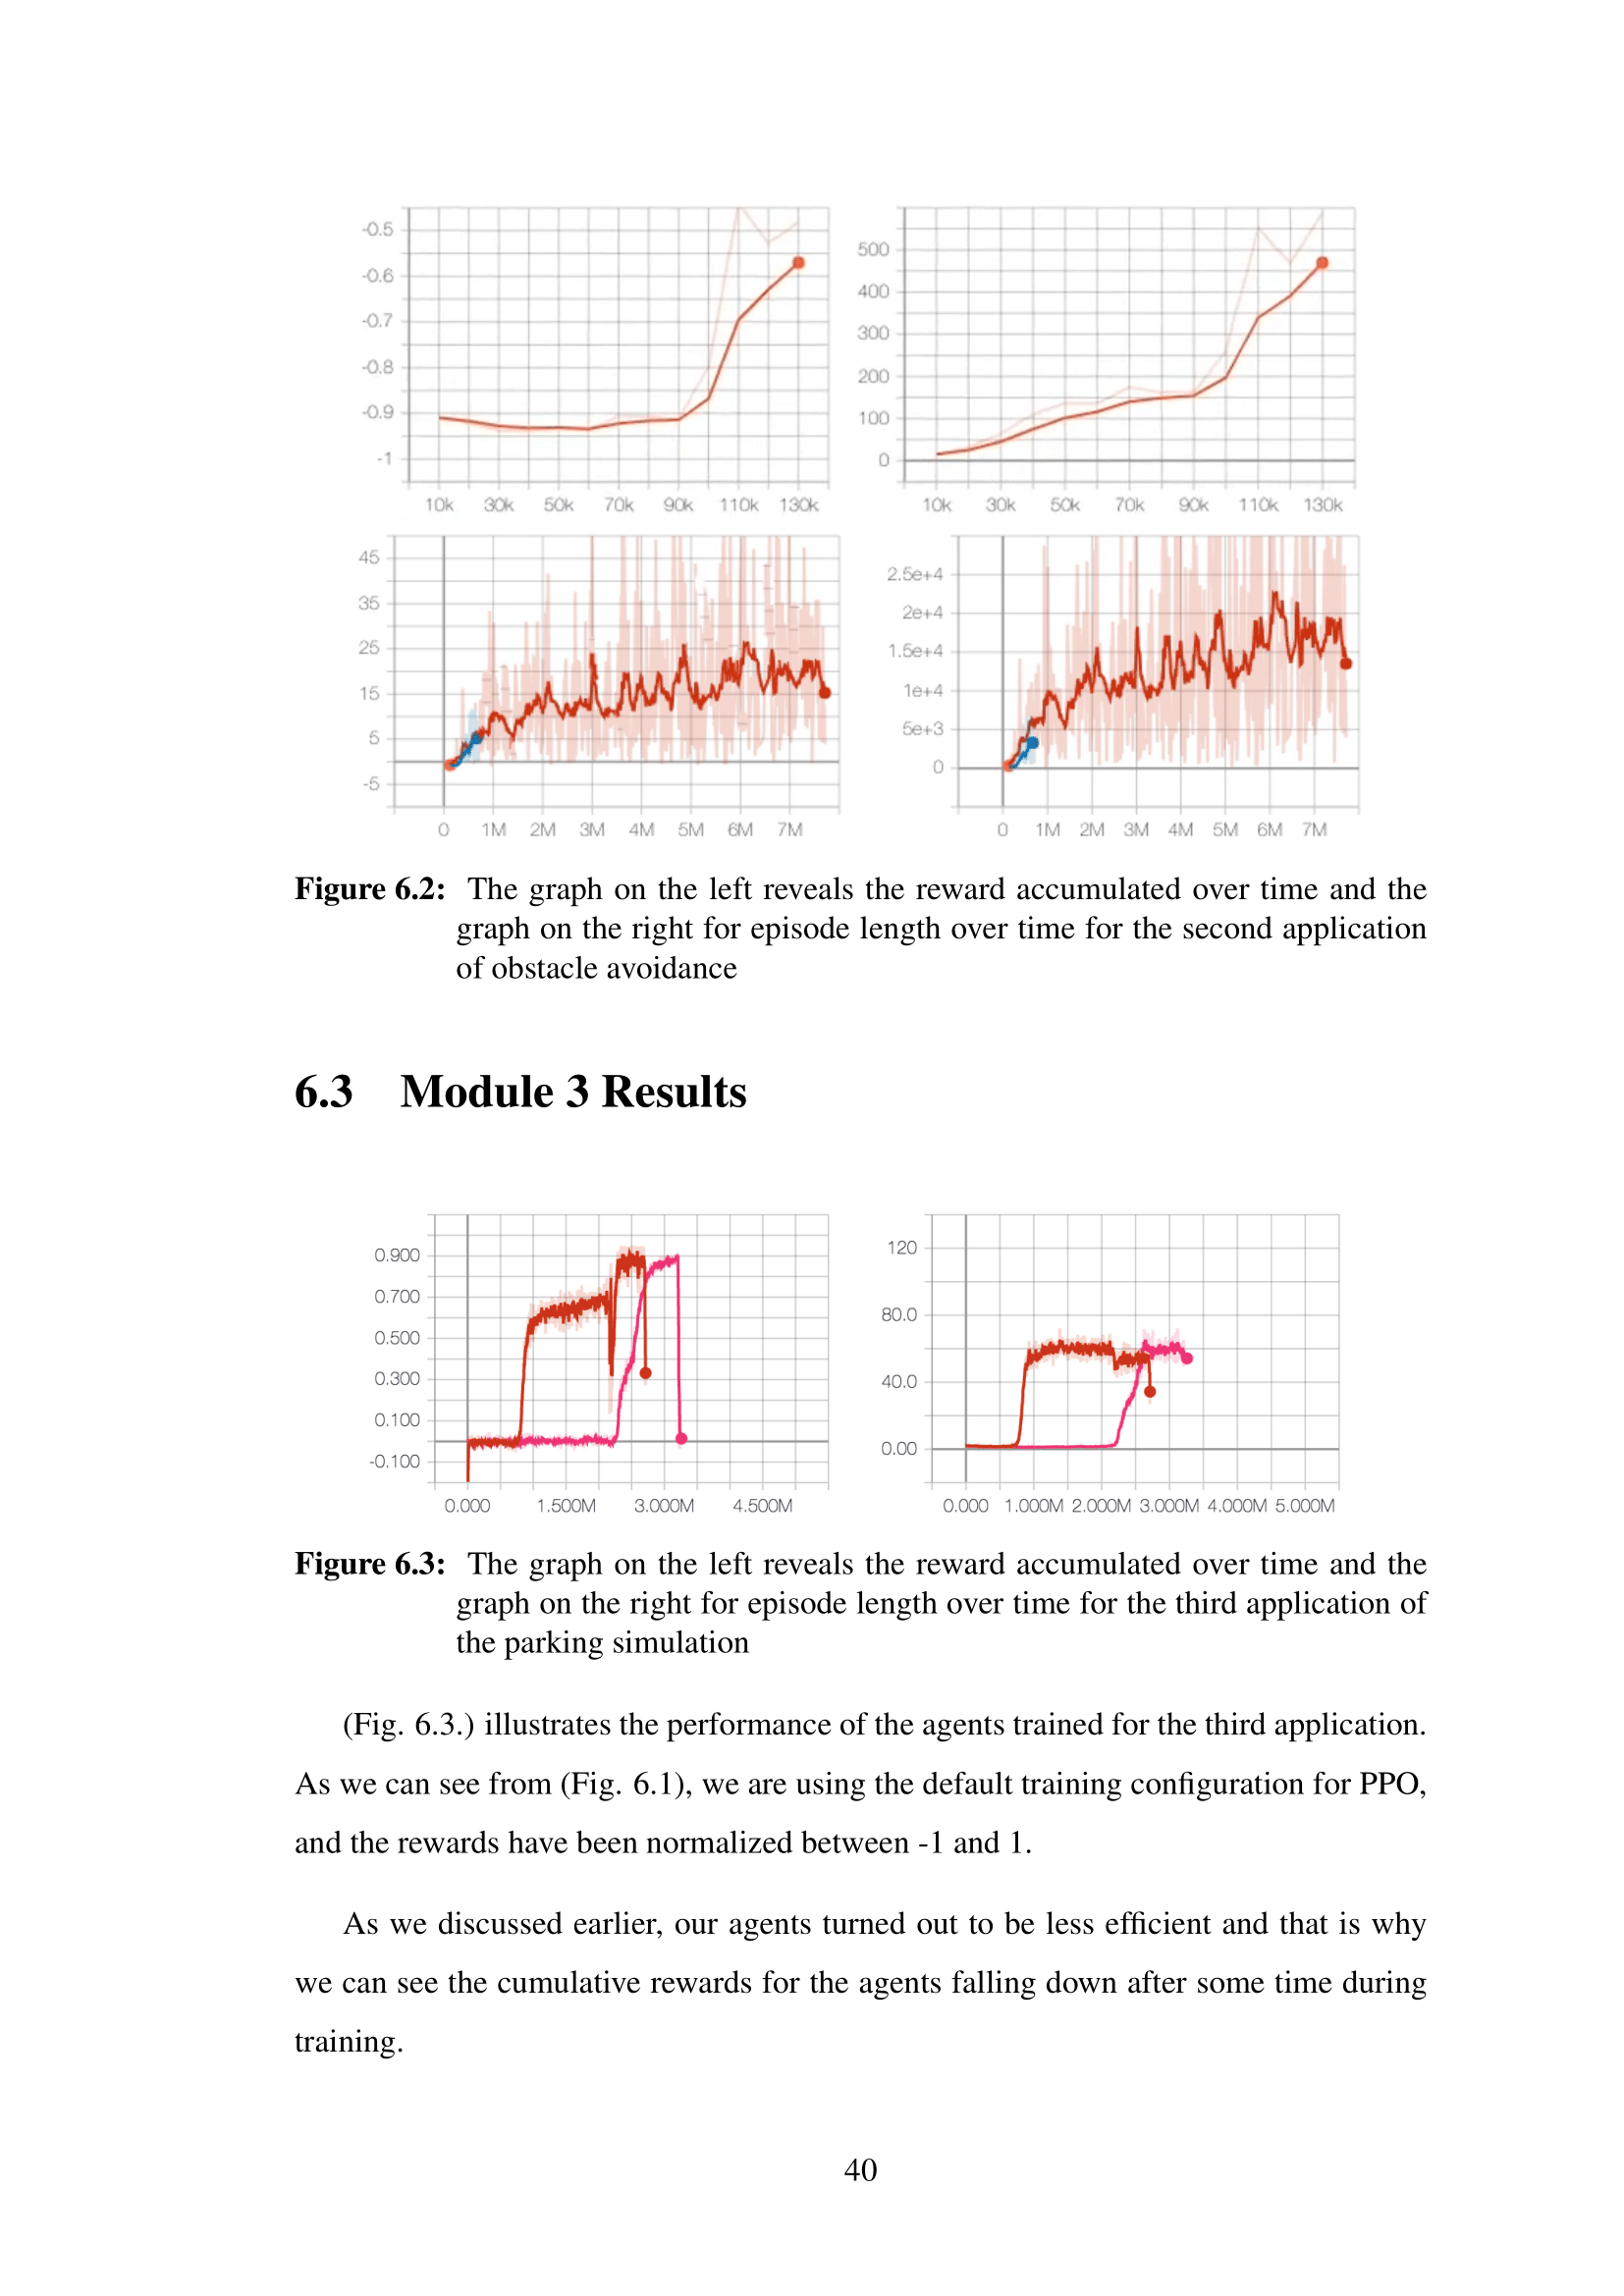 -0.5
-0.6
-0.7
-0.8
-0.9
-1
10k 30k 50k 70k 90k 110k 130k
500
400
300
200
100
0
10k 30k 50k 70k 90k 110k 130k
45
35
25
15
5
-5
0 1M 2M 3M 4M 5M 6M 7M
2.5e+4
2e+4
1.5e+4
1e+4
5e+3
0
0 1M 2M 3M 4M 5M 6M 7M
Figure 6.2: The graph on the left reveals the reward accumulated over time and the
graph on the right for episode length over time for the second application
of obstacle avoidance
6.3 Module 3 Results
0.900
0.700
0.500
0.300
0.100
-0.100
0.000 1.500M 3.000M 4.500M
120
80.0
40.0
0.00
0.000 1.000M 2.000M 3.000M 4.000M 5.000M
Figure 6.3: The graph on the left reveals the reward accumulated over time and the
graph on the right for episode length over time for the third application of
the parking simulation
(Fig. 6.3.) illustrates the performance of the agents trained for the third application.
As we can see from (Fig. 6.1), we are using the default training configuration for PPO,
and the rewards have been normalized between -1 and 1.
As we discussed earlier, our agents turned out to be less efficient and that is why
we can see the cumulative rewards for the agents falling down after some time during
training.
40